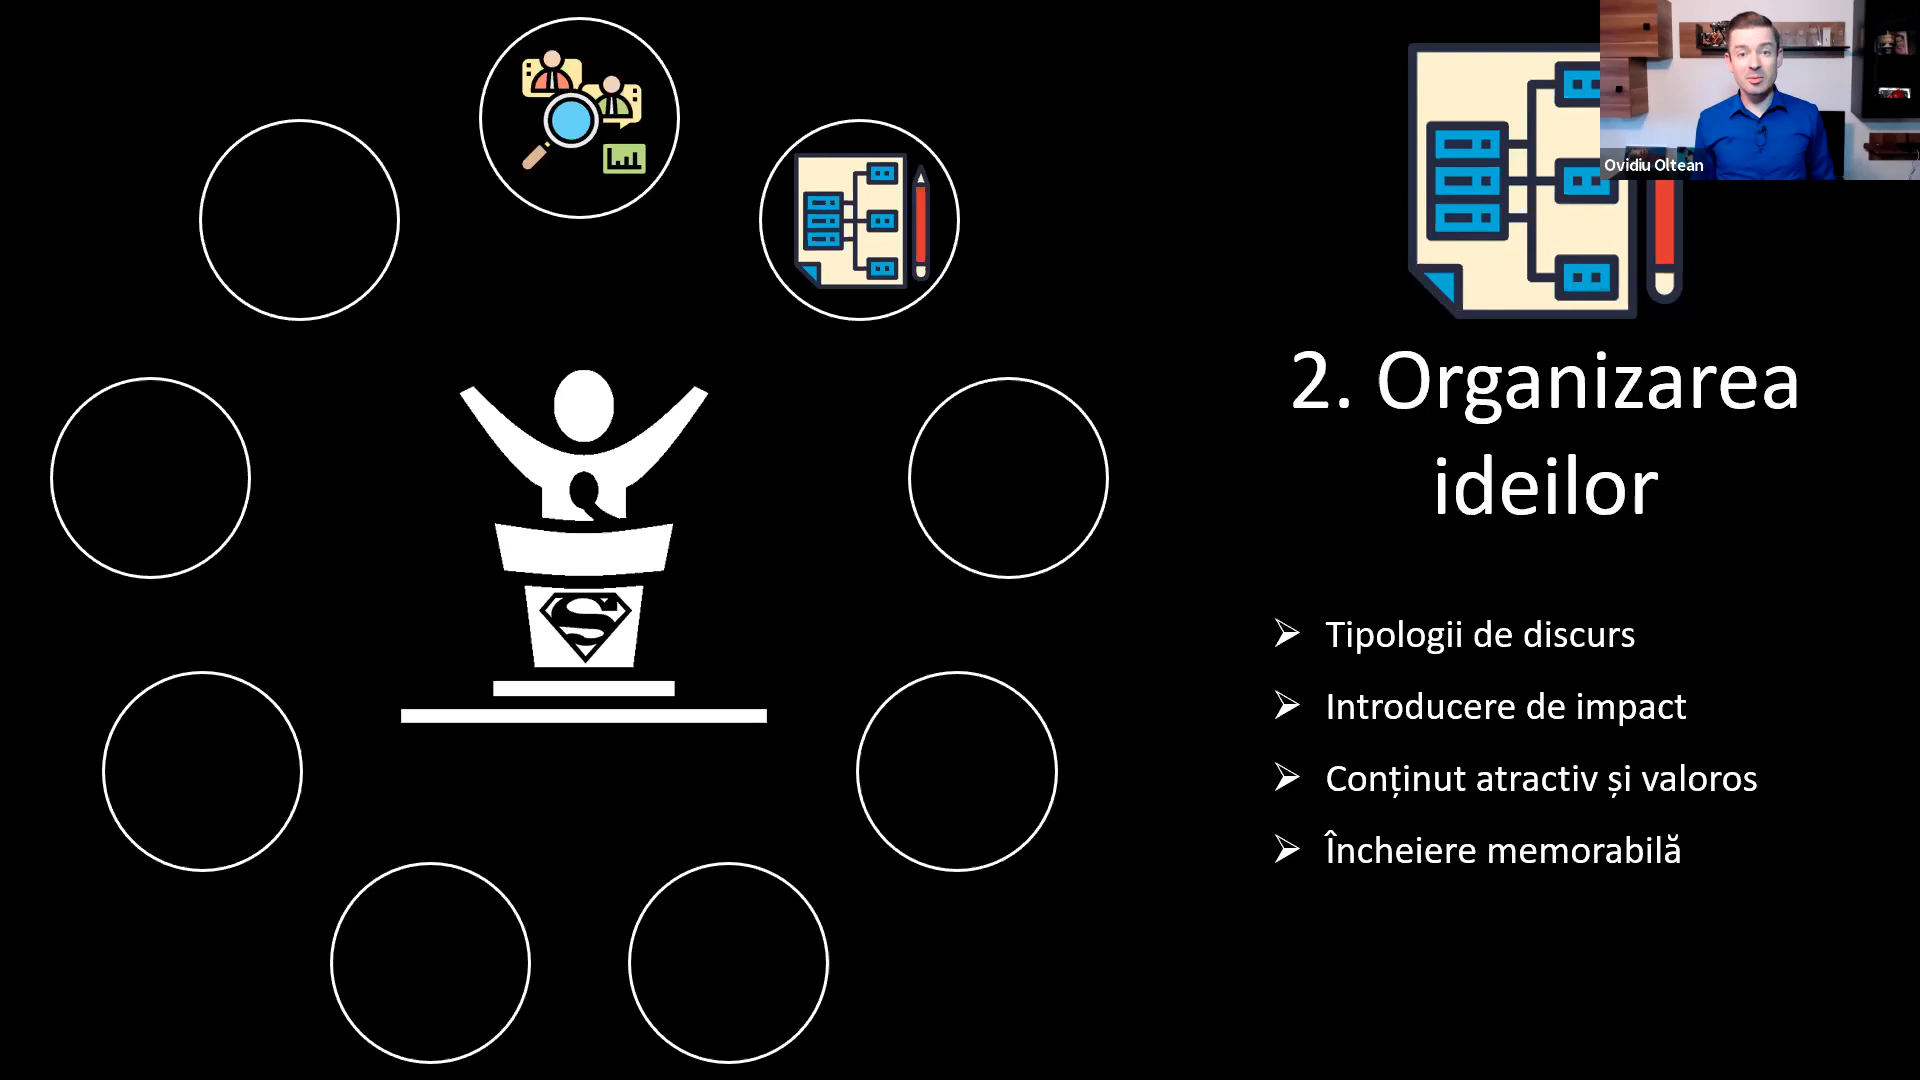 Ovidiu Oltean
2. Organizarea
ideilor
Tipologii de discurs
Introducere de impact
Conținut atractiv și valoros
Încheiere memorabilă
S